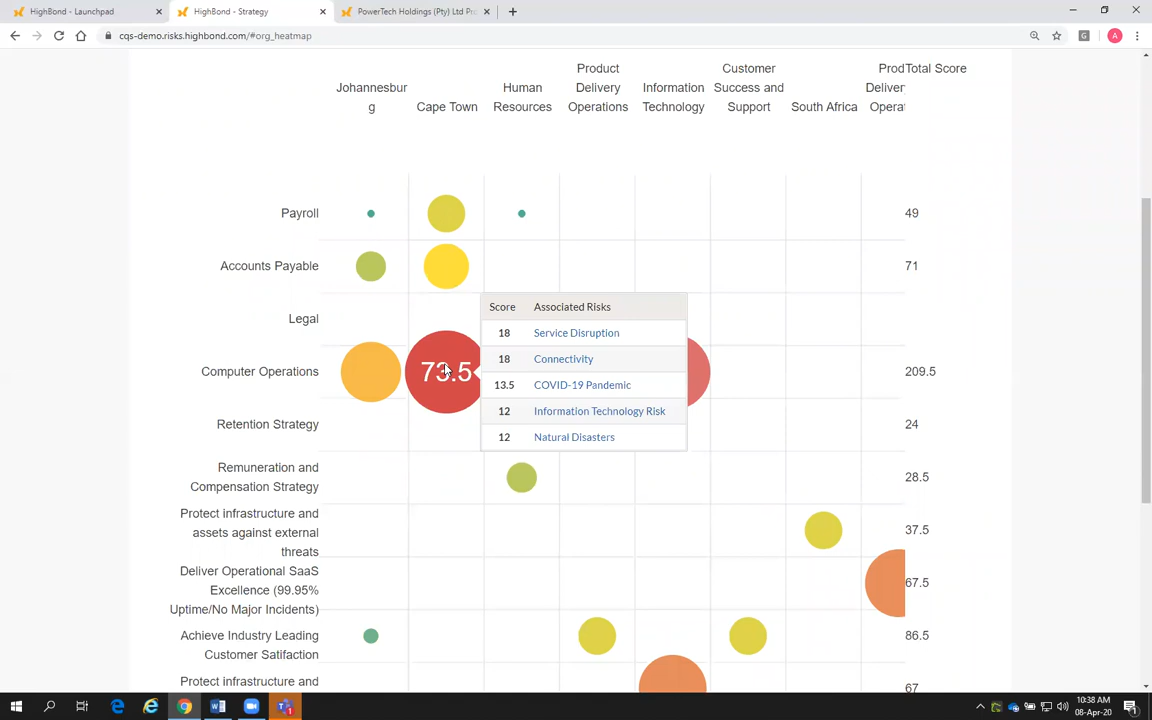 HighBond - Launchpad
HighBond - Strategy
PowerTech Holdings (Pty) Ltd Pr
cqs-demo.risks.highbond.com/#org_heatmap
Johannesbur
g
Cape Town
Human
Resources
Product
Delivery
Operations
Information
Technology
Customer
Success and
Support
South Africa
Prod
Deliver
Operat
Total Score
Payroll
49
Accounts Payable
71
Legal
Computer Operations
73.5
209.5
Score Associated Risks
18 Service Disruption
18 Connectivity
13.5 COVID-19 Pandemic
12 Information Technology Risk
12 Natural Disasters
Retention Strategy
24
Remuneration and
Compensation Strategy
28.5
Protect infrastructure and
assets against external
threats
37.5
Deliver Operational SaaS
Excellence (99.95%
Uptime/No Major Incidents)
67.5
Achieve Industry Leading
Customer Satifaction
86.5
Protect infrastructure and
67
10:38 AM
08-Apr-20